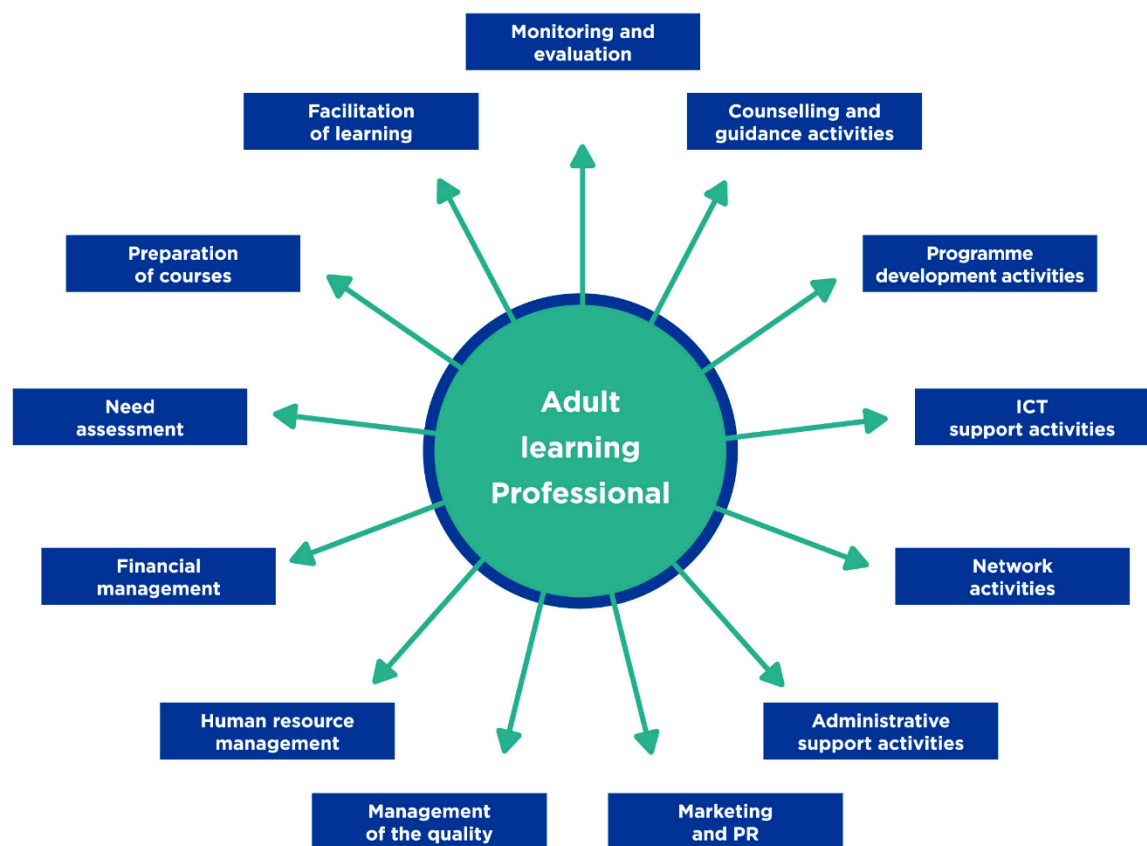 Monitoring and
evaluation
Facilitation
of learning
Counselling and
guidance activities
Preparation
of courses
Programme
development activities
Need
assessment
Adult
learning
Professional
ICT
support activities
Financial
management
Network
activities
Human resource
management
Administrative
support activities
Management
of the quality
Marketing
and PR